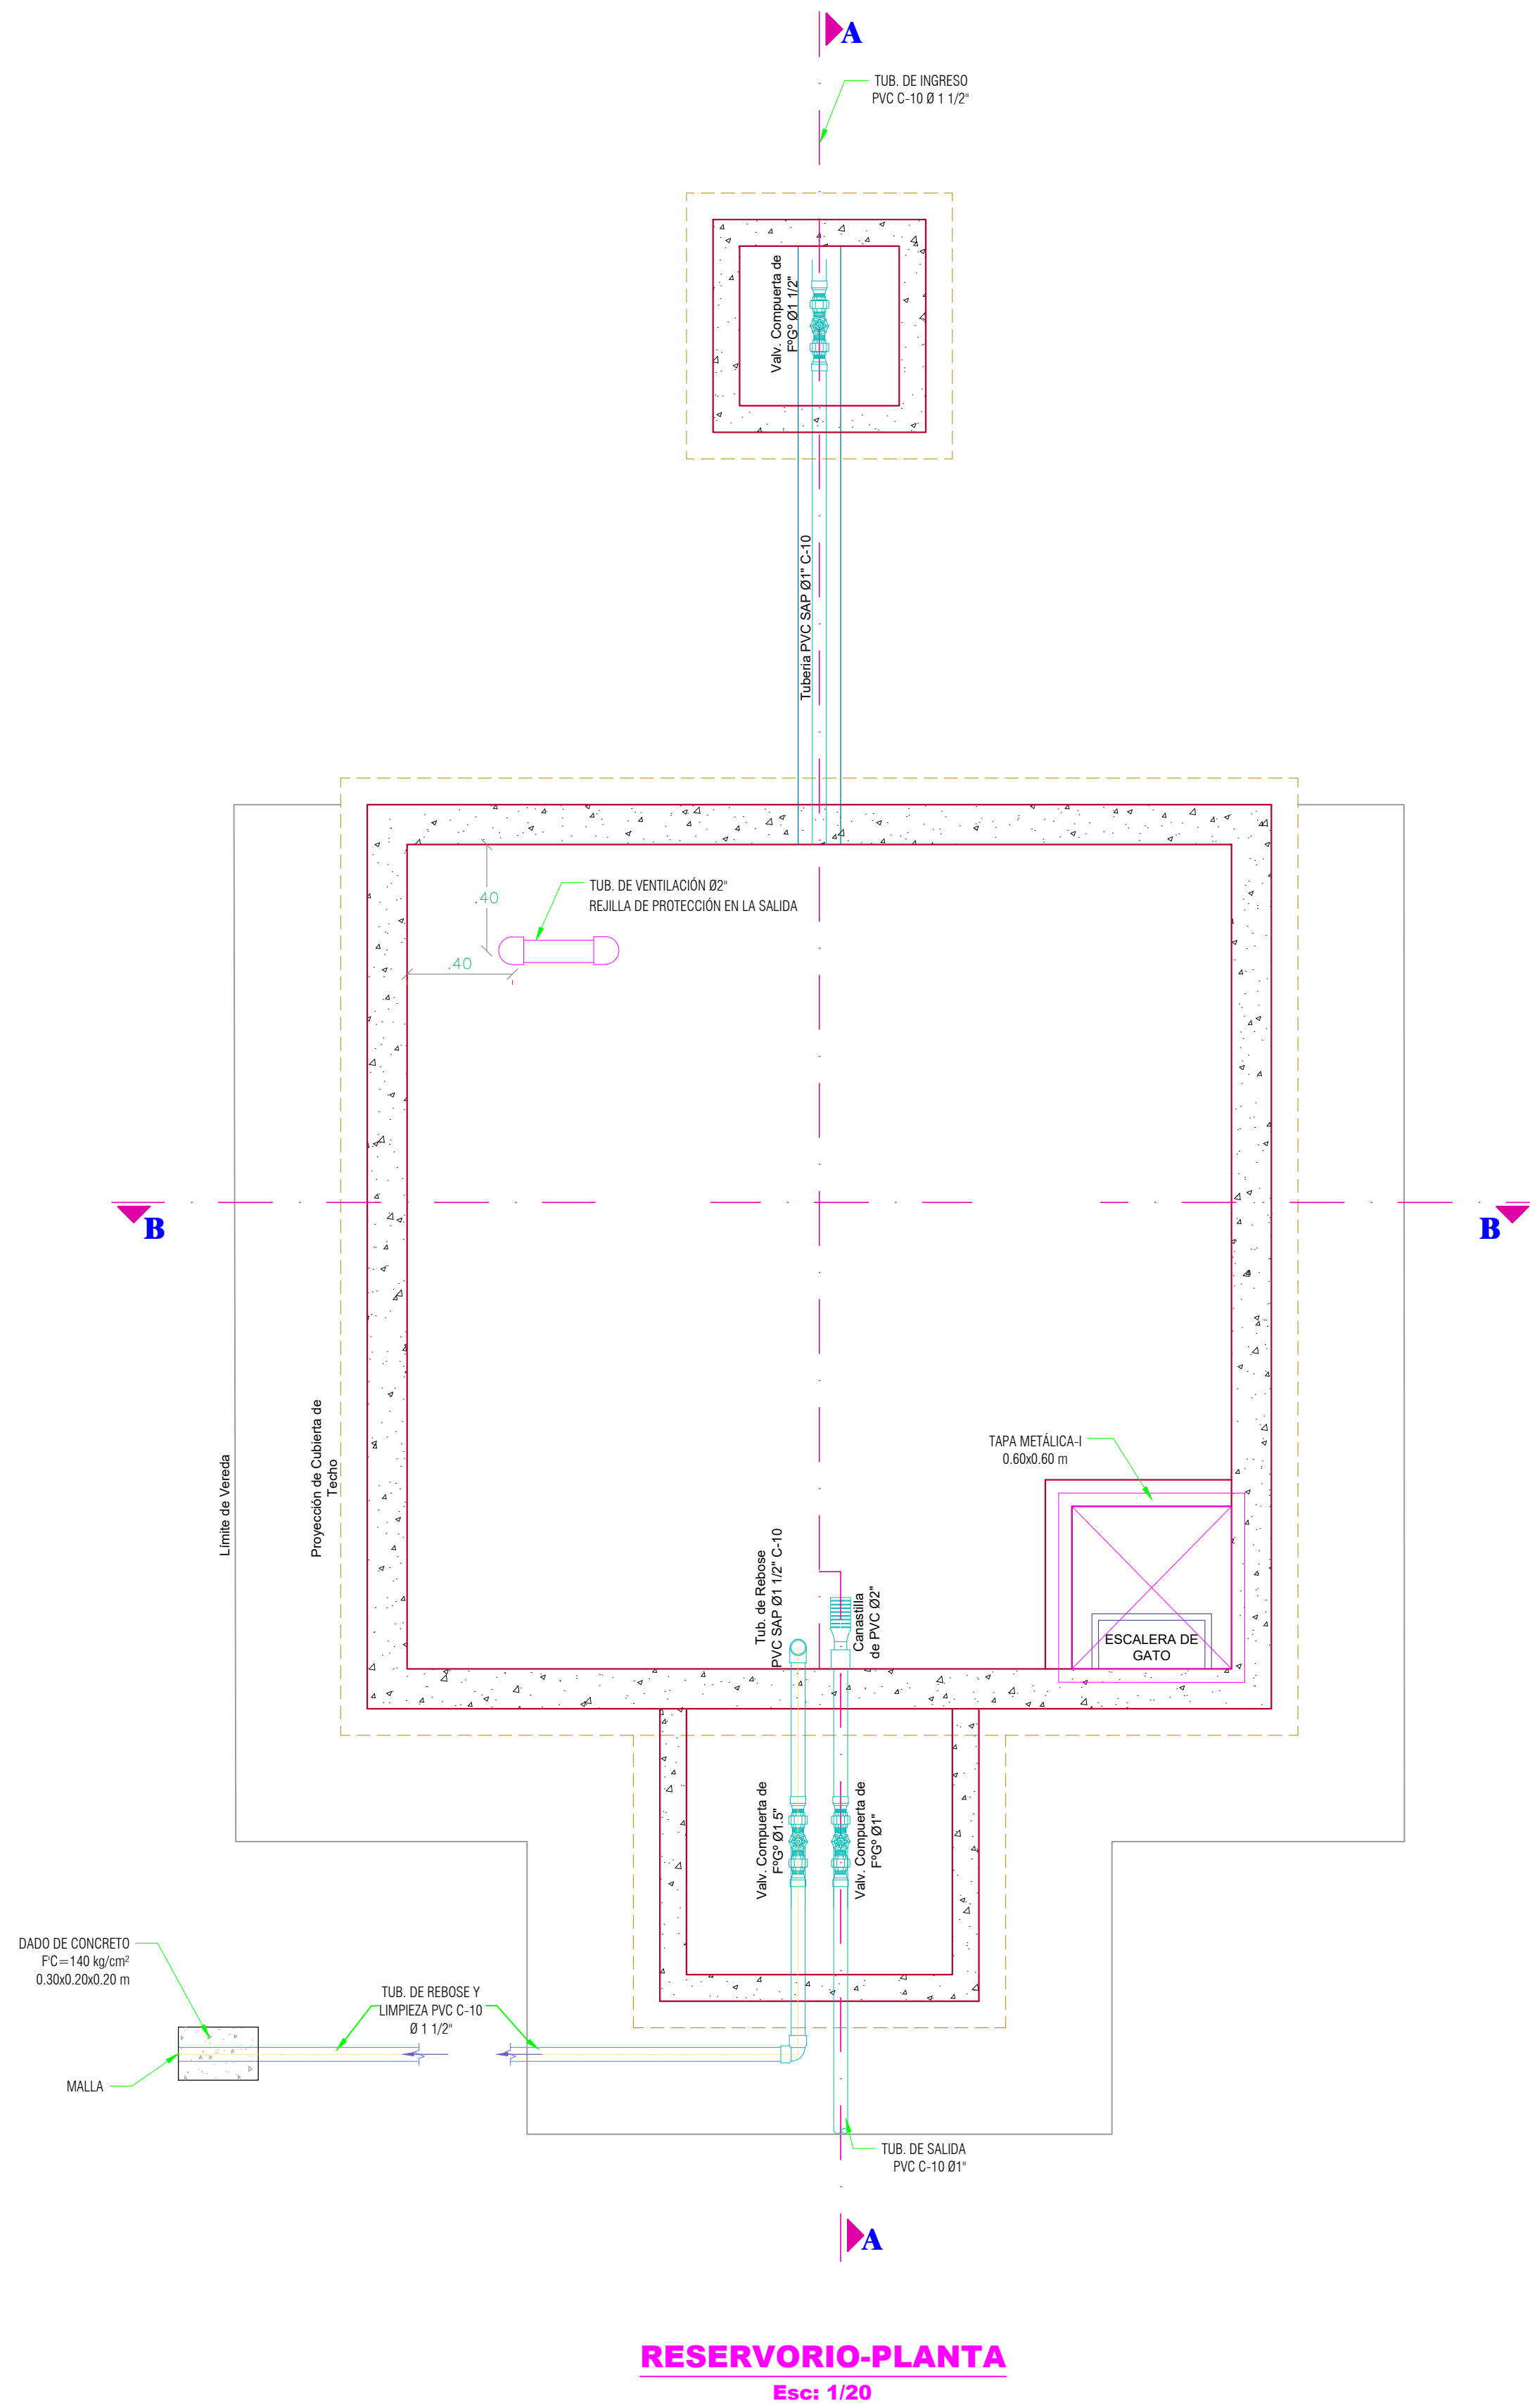 A
TUB. DE INGRESO
PVC C-10 Ø 1 1/2"
Valv. Compuerta de
FºGº Ø1 1/2"
Tuberia PVC SAP Ø1" C-10
.40
TUB. DE VENTILACIÓN Ø2"
REJILLA DE PROTECCIÓN EN LA SALIDA
.40
B
B
Límite de Vereda
Proyección de Cubierta de
Techo
TAPA METÁLICA-I
0.60x0.60 m
Tub. de Rebose
PVC SAP Ø1 1/2" C-10
Canastilla
de PVC Ø2"
ESCALERA DE
GATO
Valv. Compuerta de
FºGº Ø1.5"
Valv. Compuerta de
FºGº Ø1"
DADO DE CONCRETO
F'C=140 kg/cm²
0.30x0.20x0.20 m
TUB. DE REBOSE Y
LIMPIEZA PVC C-10
Ø 1 1/2"
MALLA
TUB. DE SALIDA
PVC C-10 Ø1"
A
RESERVORIO-PLANTA
Esc: 1/20